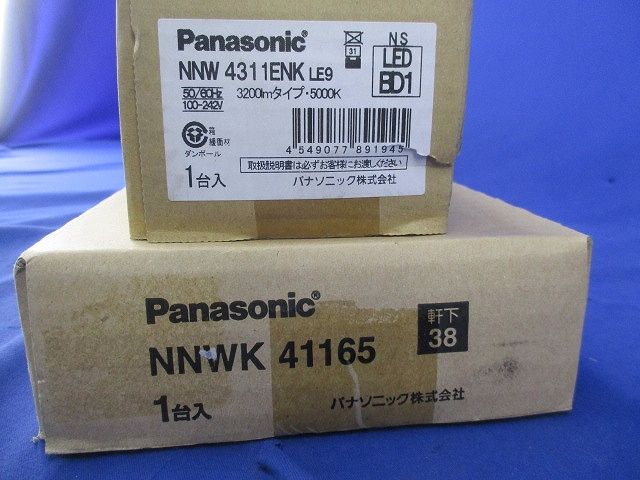 Panasonic®
NNW 4311ENK LE9
50/60Hz
100-242V
3200lmタイプ・5000K
31
NS
LED
BD1
箱
緩衝材
ダンボール
4 549077 891945
取扱説明書は必ずお客様にお渡しください
1台入
パナソニック株式会社
Panasonic®
NNWK 41165
軒下
38
1台入
パナソニック株式会社